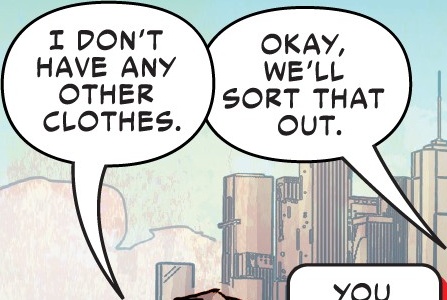 I DON'T
HAVE ANY
OTHER
CLOTHES.
OKAY,
WE'LL
SORT THAT
OUT.
YOU